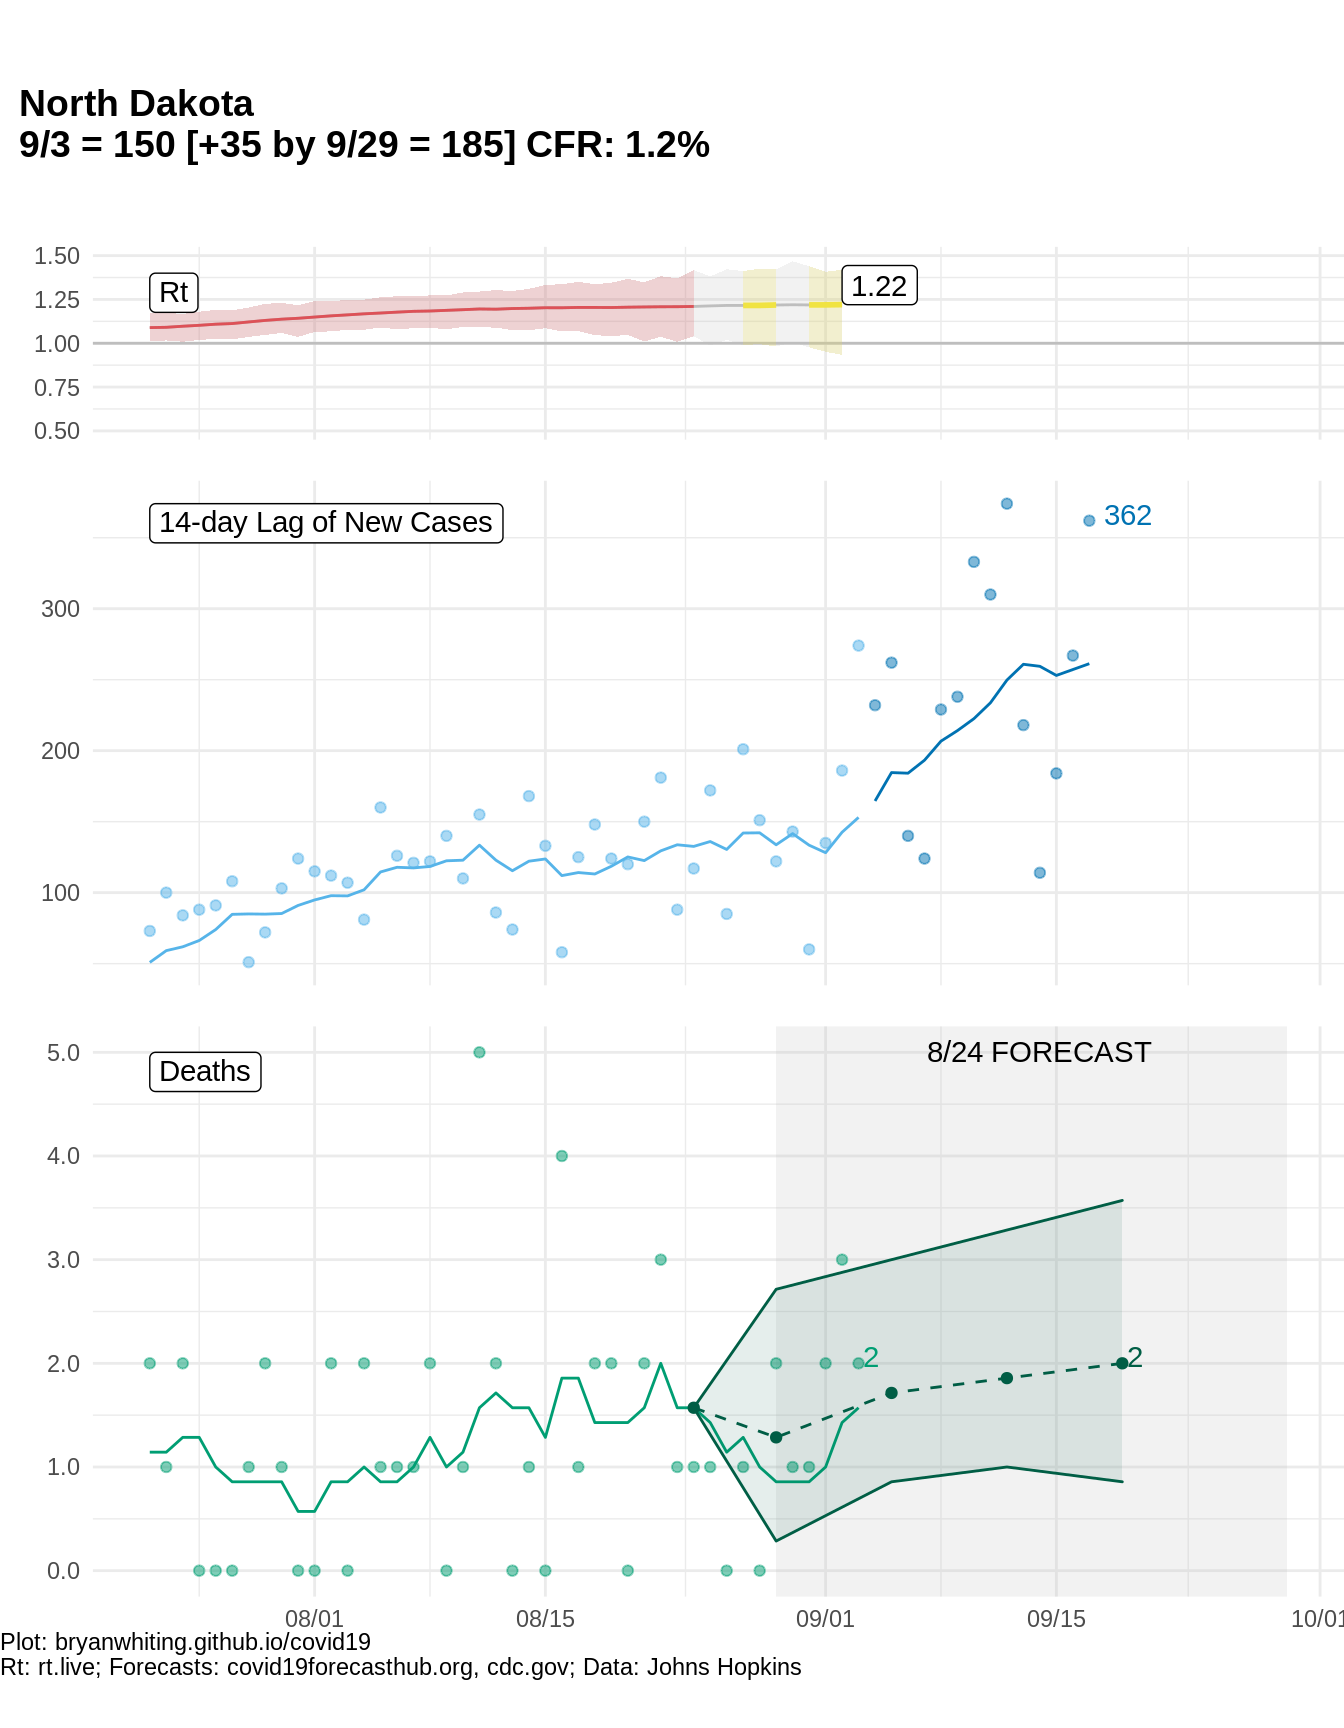 North Dakota
9/3 = 150 [+35 by 9/29 = 185] CFR: 1.2%
1.50
1.25
1.00
0.75
0.50
Rt
1.22
14-day Lag of New Cases
362
300
200
100
5.0
4.0
3.0
2.0
1.0
0.0
Deaths
8/24 FORECAST
2
2
08/01
08/15
09/01
09/15
10/01
Plot: bryanwhiting.github.io/covid19
Rt: rt.live; Forecasts: covid19forecasthub.org, cdc.gov; Data: Johns Hopkins